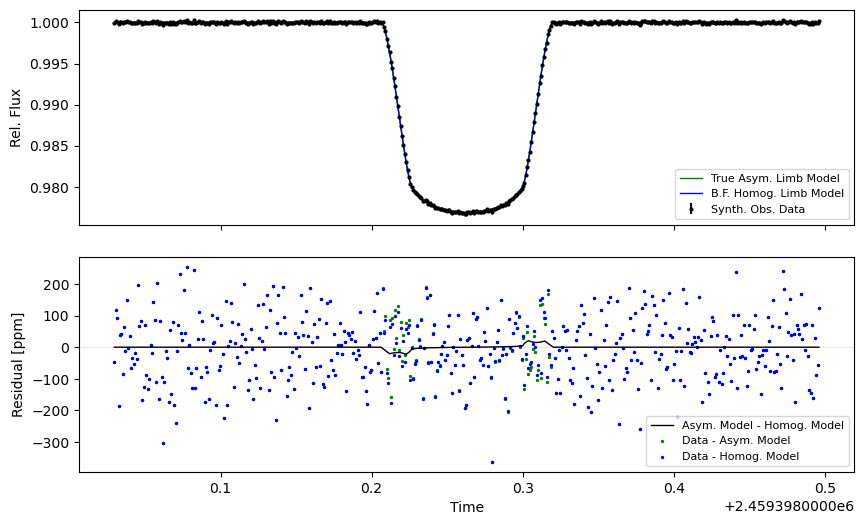 1.000
0.995
0.990
0.985
0.980
Rel. Flux
True Asym. Limb Model
B.F. Homog. Limb Model
Synth. Obs. Data
200
100
0
−100
−200
−300
Residual [ppm]
Asym. Model - Homog. Model
Data - Asym. Model
Data - Homog. Model
0.1 0.2 0.3 0.4 0.5
Time
+2.4593980000e6